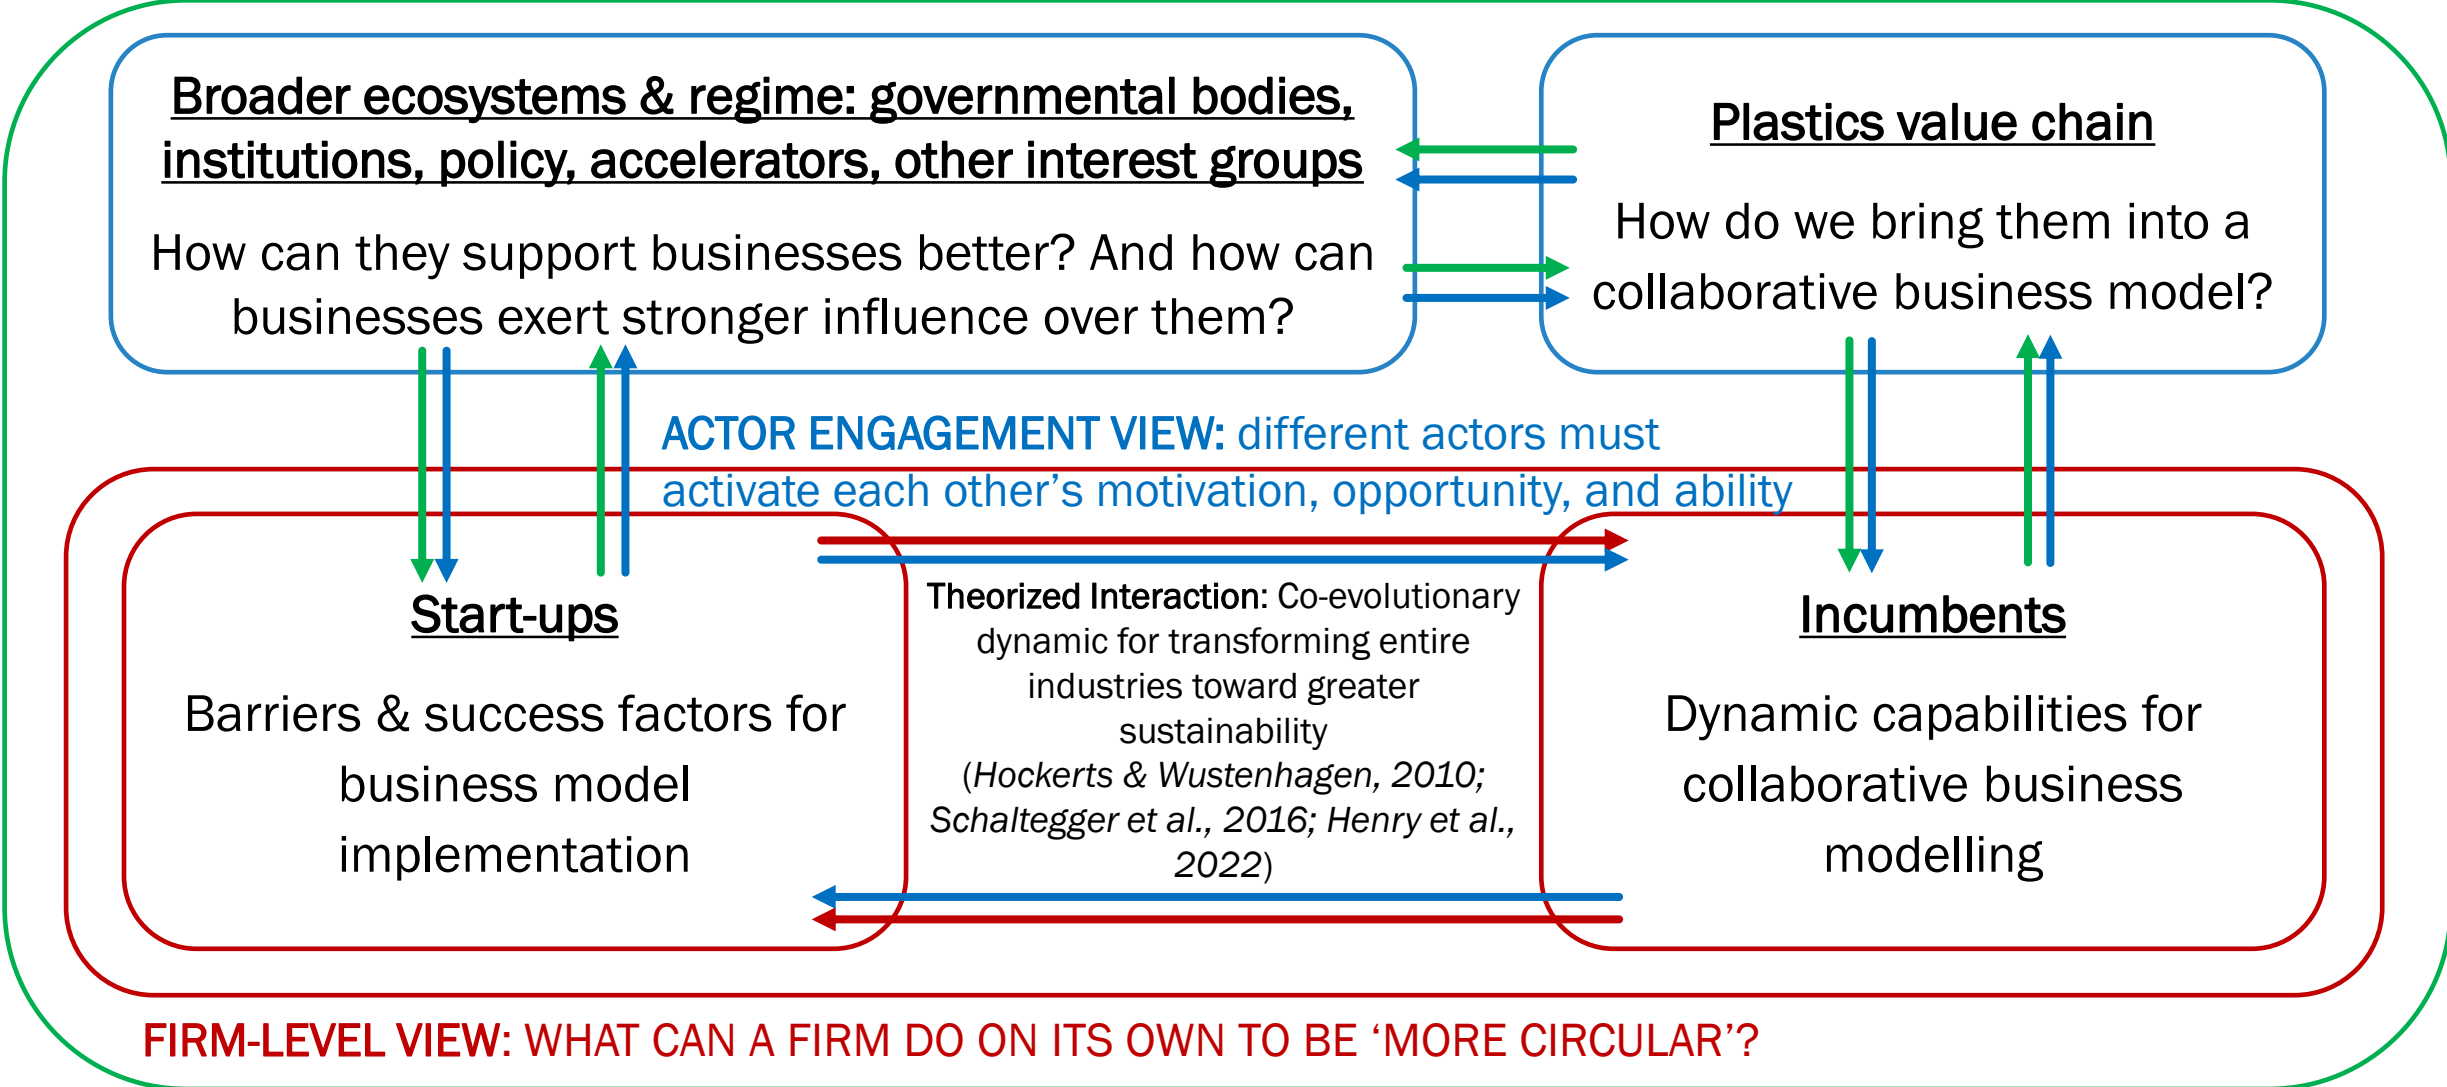 Broader ecosystems & regime: governmental bodies,
institutions, policy, accelerators, other interest groups
How can they support businesses better? And how can
businesses exert stronger influence over them?
Plastics value chain
How do we bring them into a
collaborative business model?
ACTOR ENGAGEMENT VIEW: different actors must
activate each other’s motivation, opportunity, and ability
Start-ups
Barriers & success factors for
business model
implementation
Theorized Interaction: Co-evolutionary
dynamic for transforming entire
industries toward greater
sustainability
(Hockerts & Wustenhagen, 2010;
Schaltegger et al., 2016; Henry et al.,
2022)
Incumbents
Dynamic capabilities for
collaborative business
modelling
FIRM-LEVEL VIEW: WHAT CAN A FIRM DO ON ITS OWN TO BE ‘MORE CIRCULAR’?